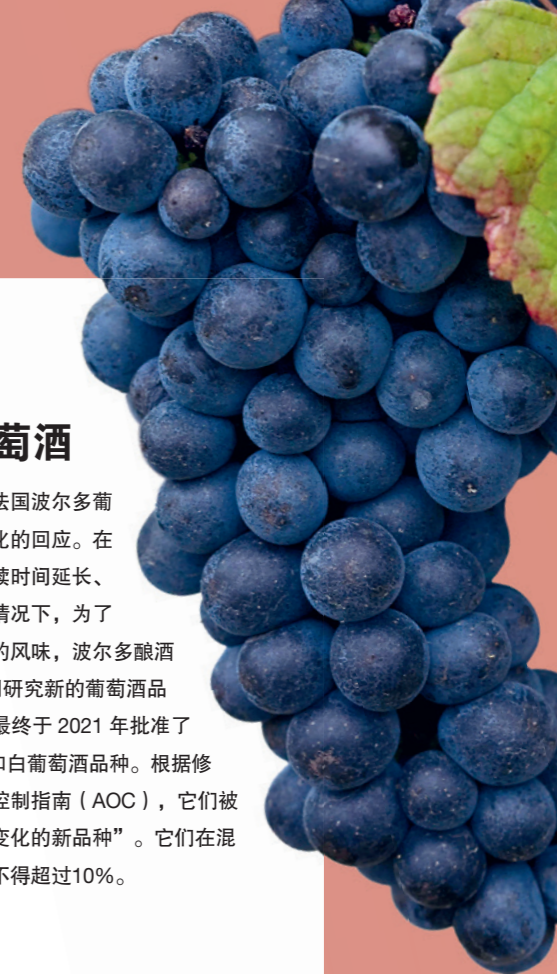 萄酒
法国波尔多葡
化的回应。在
续时间延长、
情况下，为了
的风味，波尔多酿酒
研究新的葡萄酒品
最终于 2021 年批准了
和白葡萄酒品种。根据修
控制指南（AOC），它们被
变化的新品种”。它们在混
不得超过10%。